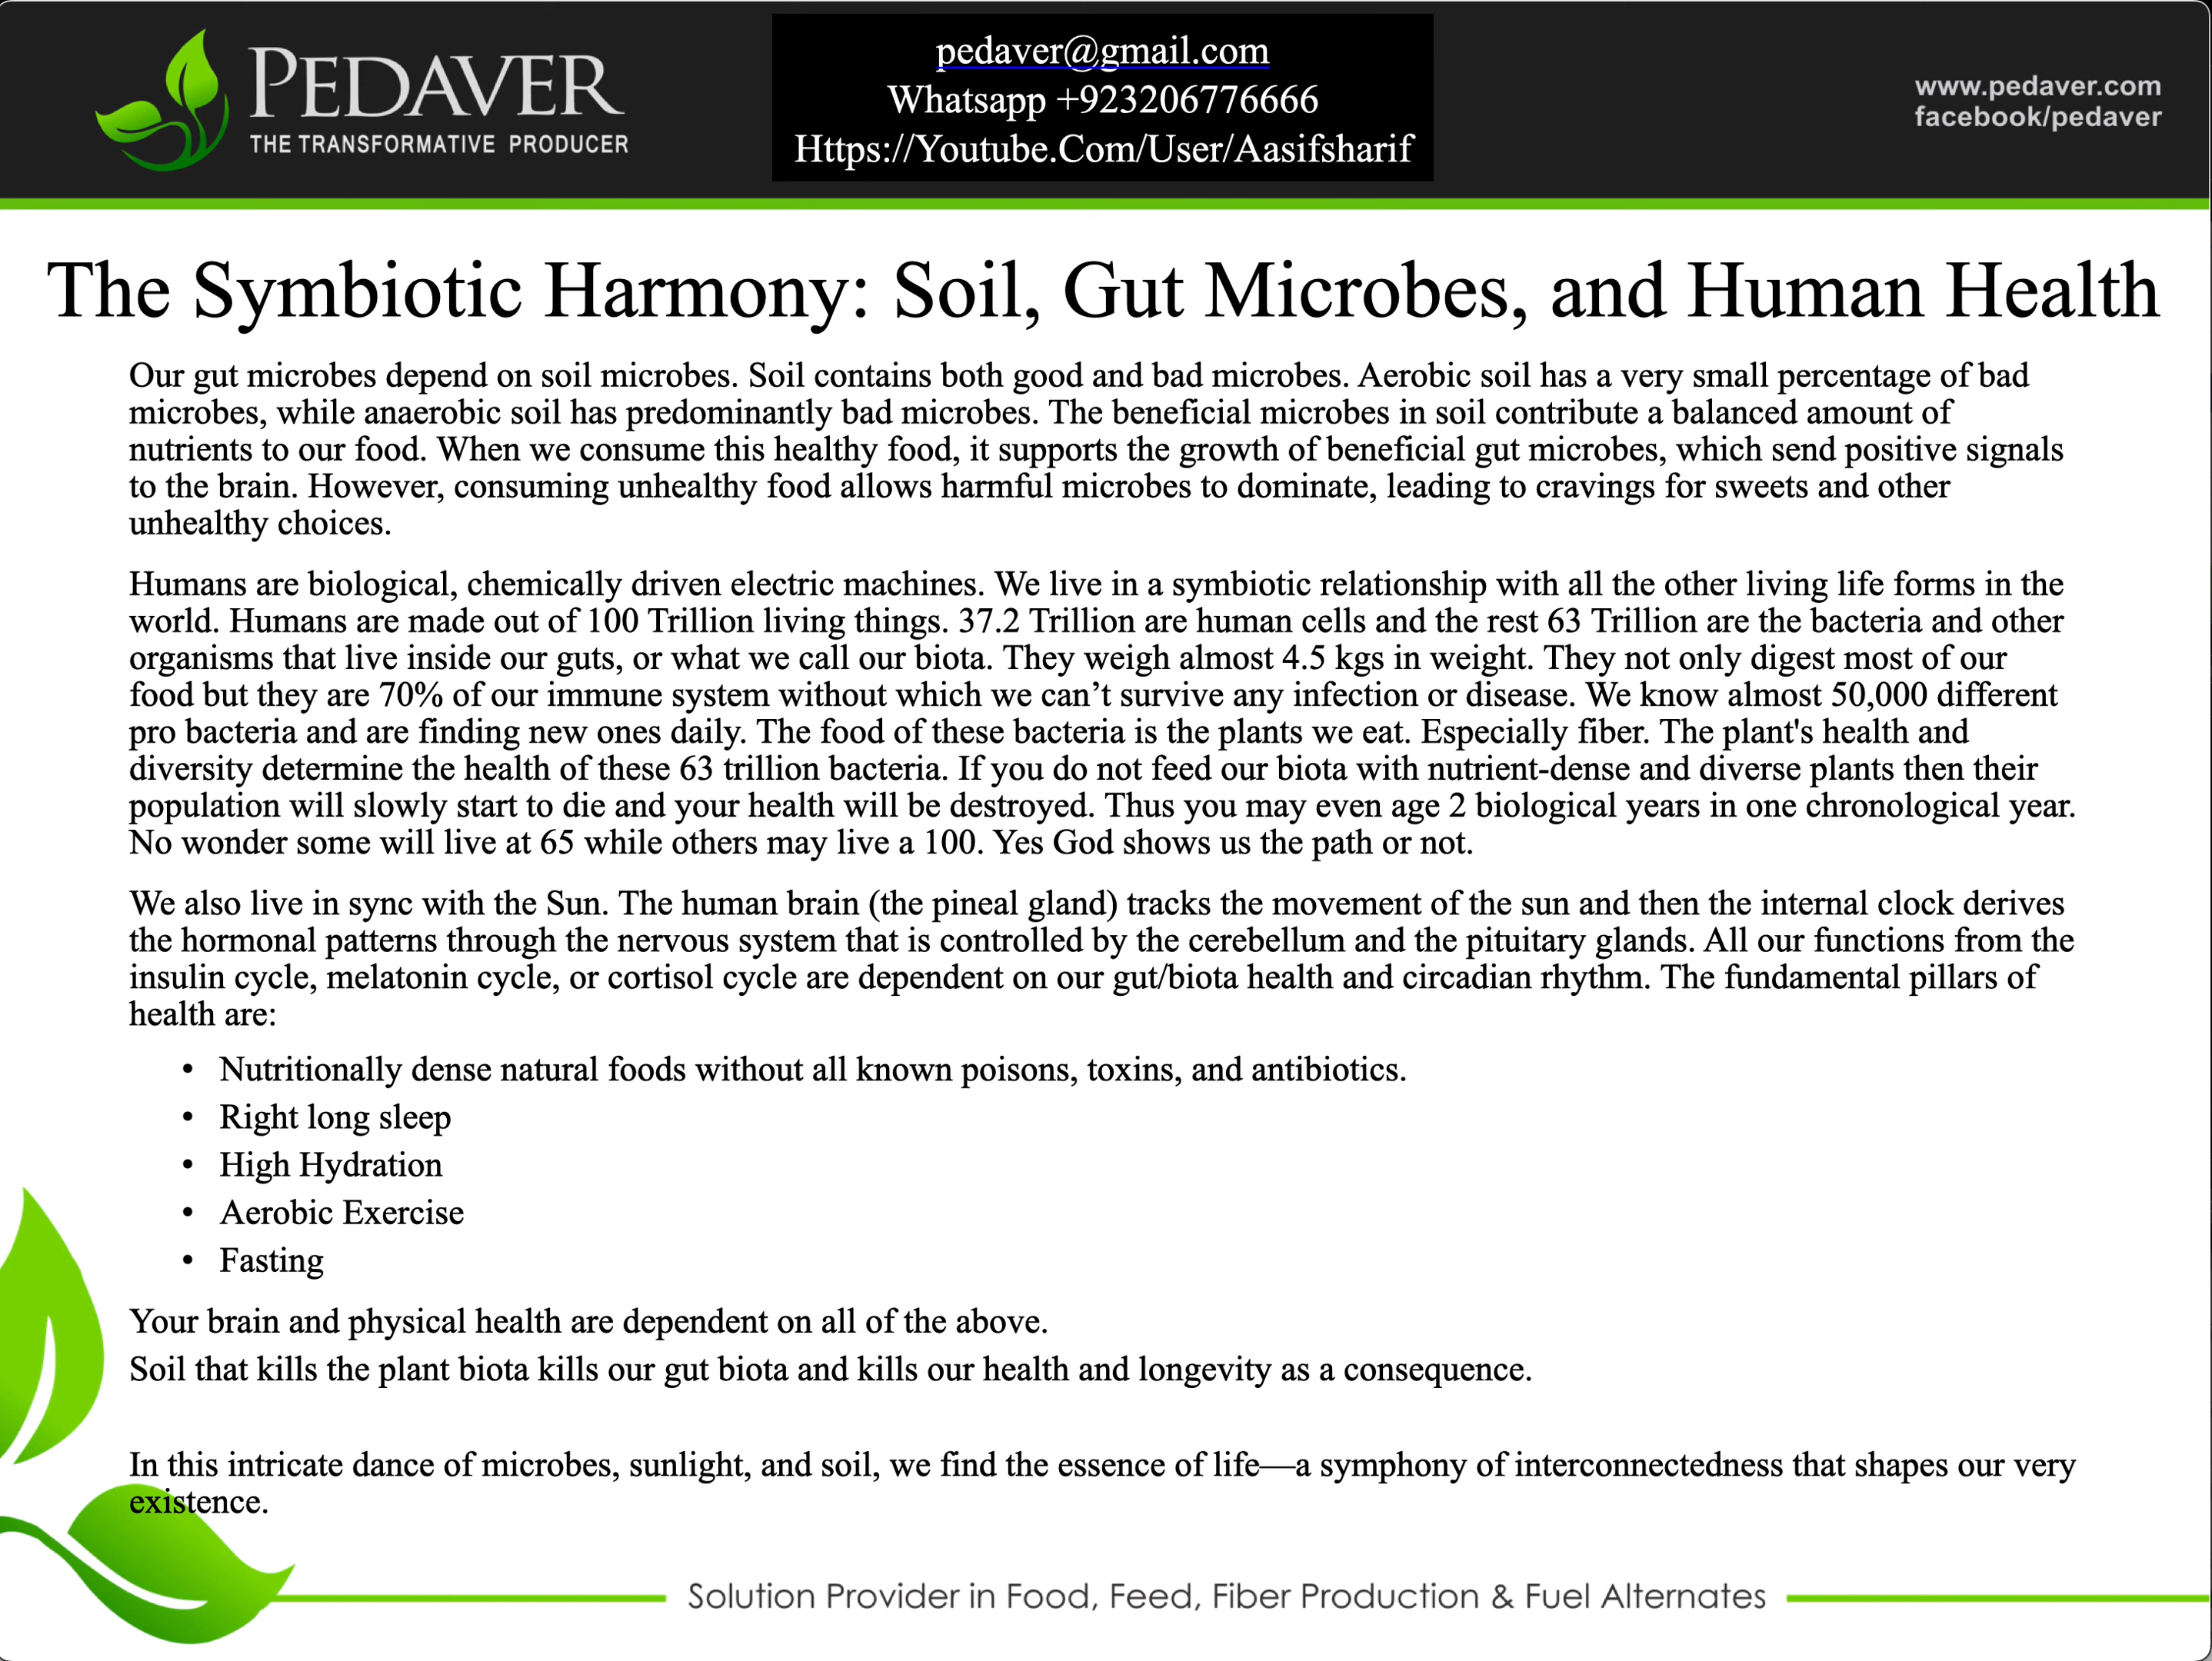 PEDAVER
THE TRANSFORMATIVE PRODUCER
pedaver@gmail.com
Whatsapp +923206776666
Https://Youtube.Com/User/Aasifsharif
www.pedaver.com
facebook/pedaver
The Symbiotic Harmony: Soil, Gut Microbes, and Human Health
Our gut microbes depend on soil microbes. Soil contains both good and bad microbes. Aerobic soil has a very small percentage of bad
microbes, while anaerobic soil has predominantly bad microbes. The beneficial microbes in soil contribute a balanced amount of
nutrients to our food. When we consume this healthy food, it supports the growth of beneficial gut microbes, which send positive signals
to the brain. However, consuming unhealthy food allows harmful microbes to dominate, leading to cravings for sweets and other
unhealthy choices.
Humans are biological, chemically driven electric machines. We live in a symbiotic relationship with all the other living life forms in the
world. Humans are made out of 100 Trillion living things. 37.2 Trillion are human cells and the rest 63 Trillion are the bacteria and other
organisms that live inside our guts, or what we call our biota. They weigh almost 4.5 kgs in weight. They not only digest most of our
food but they are 70% of our immune system without which we can’t survive any infection or disease. We know almost 50,000 different
pro bacteria and are finding new ones daily. The food of these bacteria is the plants we eat. Especially fiber. The plant's health and
diversity determine the health of these 63 trillion bacteria. If you do not feed our biota with nutrient-dense and diverse plants then their
population will slowly start to die and your health will be destroyed. Thus you may even age 2 biological years in one chronological year.
No wonder some will live at 65 while others may live a 100. Yes God shows us the path or not.
We also live in sync with the Sun. The human brain (the pineal gland) tracks the movement of the sun and then the internal clock derives
the hormonal patterns through the nervous system that is controlled by the cerebellum and the pituitary glands. All our functions from the
insulin cycle, melatonin cycle, or cortisol cycle are dependent on our gut/biota health and circadian rhythm. The fundamental pillars of
health are:
• Nutritionally dense natural foods without all known poisons, toxins, and antibiotics.
• Right long sleep
• High Hydration
• Aerobic Exercise
• Fasting
Your brain and physical health are dependent on all of the above.
Soil that kills the plant biota kills our gut biota and kills our health and longevity as a consequence.
In this intricate dance of microbes, sunlight, and soil, we find the essence of life—a symphony of interconnectedness that shapes our very
existence.
Solution Provider in Food, Feed, Fiber Production & Fuel Alternates